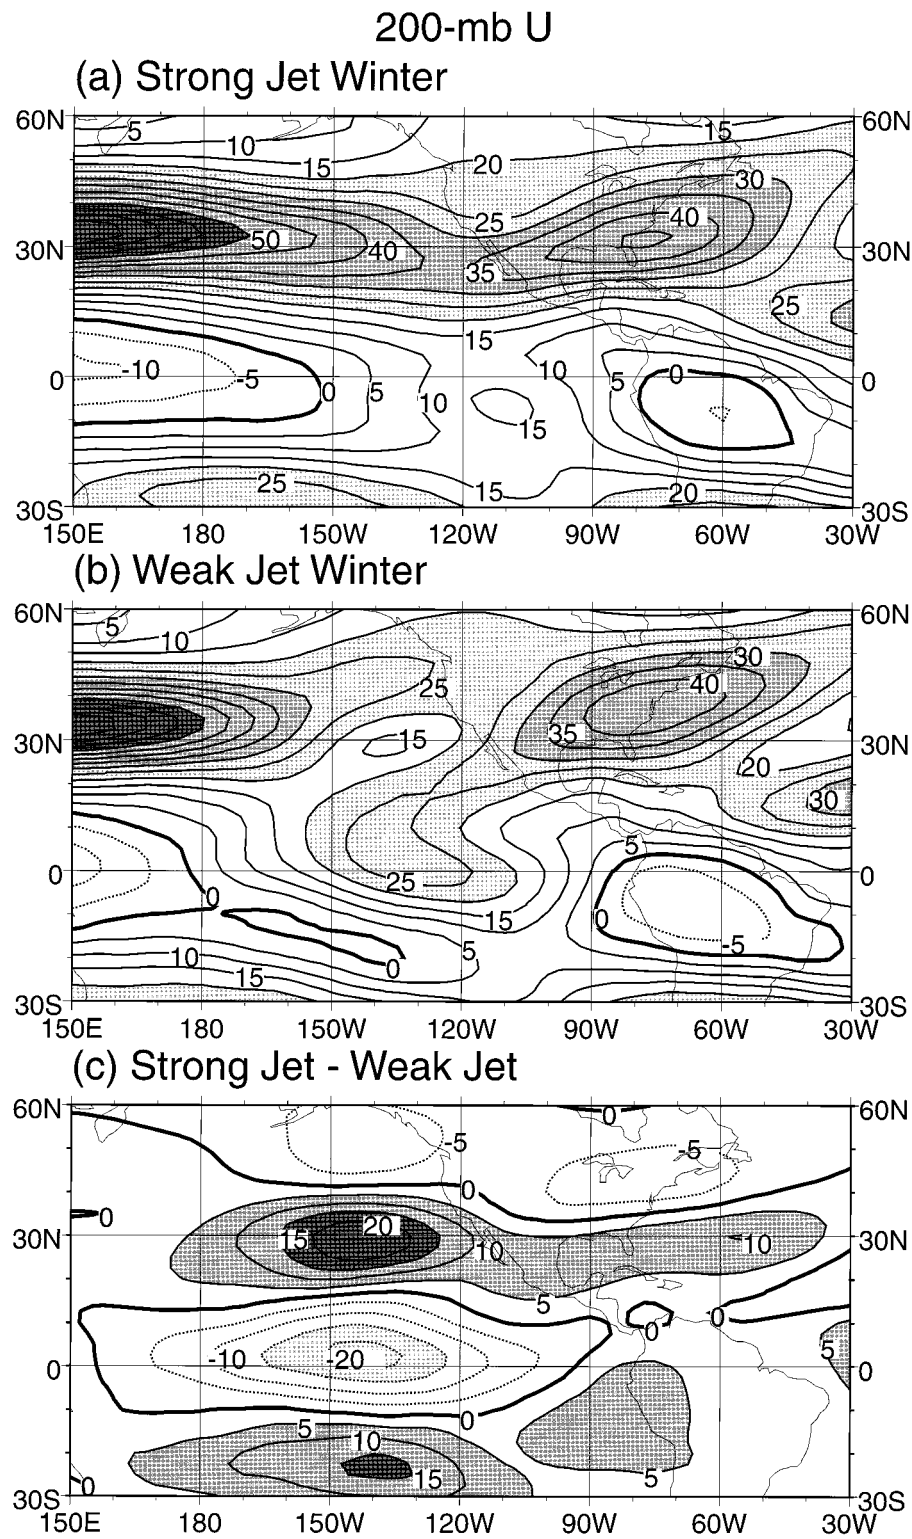 200-mb U
(a) Strong Jet Winter
60N 5 10 15 15 20 60N
30
25 40
30N 50 40 35 30N
25
15
-10 -5 0 5 10 15 10 5 0
0 0
25 15 20
30S 30S
150E 180 150W 120W 90W 60W 30W
(b) Weak Jet Winter
60N 5 10 60N
30
25 40
30N 15 35 30N
20
30
5
0 25 0
0 15 0
-5
10 0 5
15
30S 30S
150E 180 150W 120W 90W 60W 30W
(c) Strong Jet - Weak Jet
60N 0 60N
-5 -5
0
0
30N 15 20 10 10 30N
5
0 0
5
0 -10 -20 0
0
5
10
15 5
0
30S 30S
150E 180 150W 120W 90W 60W 30W